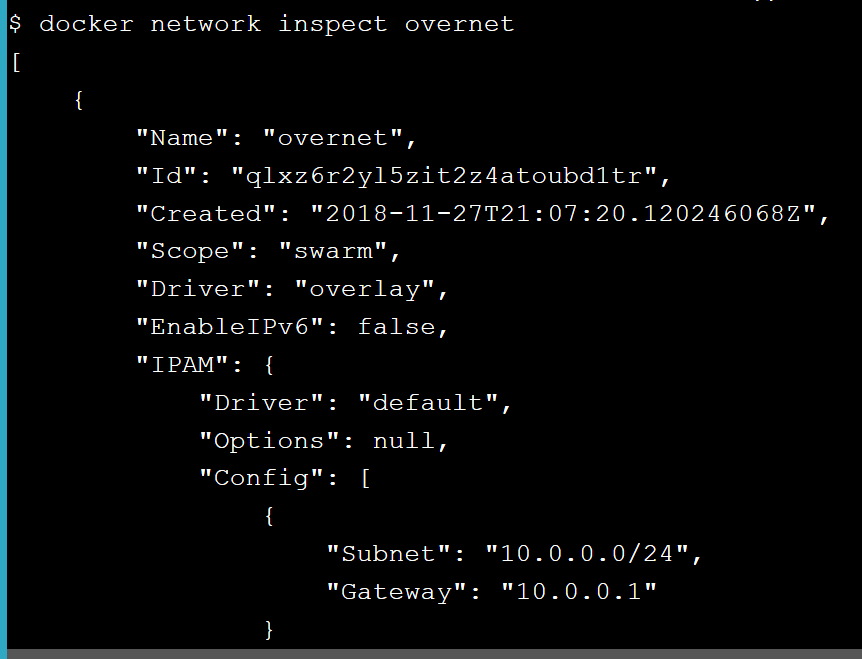 $ docker network inspect overnet
[
    {
        "Name": "overnet",
        "Id": "qlxz6r2yl5zit2z4atoubd1tr",
        "Created": "2018-11-27T21:07:20.120246068Z",
        "Scope": "swarm",
        "Driver": "overlay",
        "EnableIPv6": false,
        "IPAM": {
            "Driver": "default",
            "Options": null,
            "Config": [
                {
                    "Subnet": "10.0.0.0/24",
                    "Gateway": "10.0.0.1"
                }